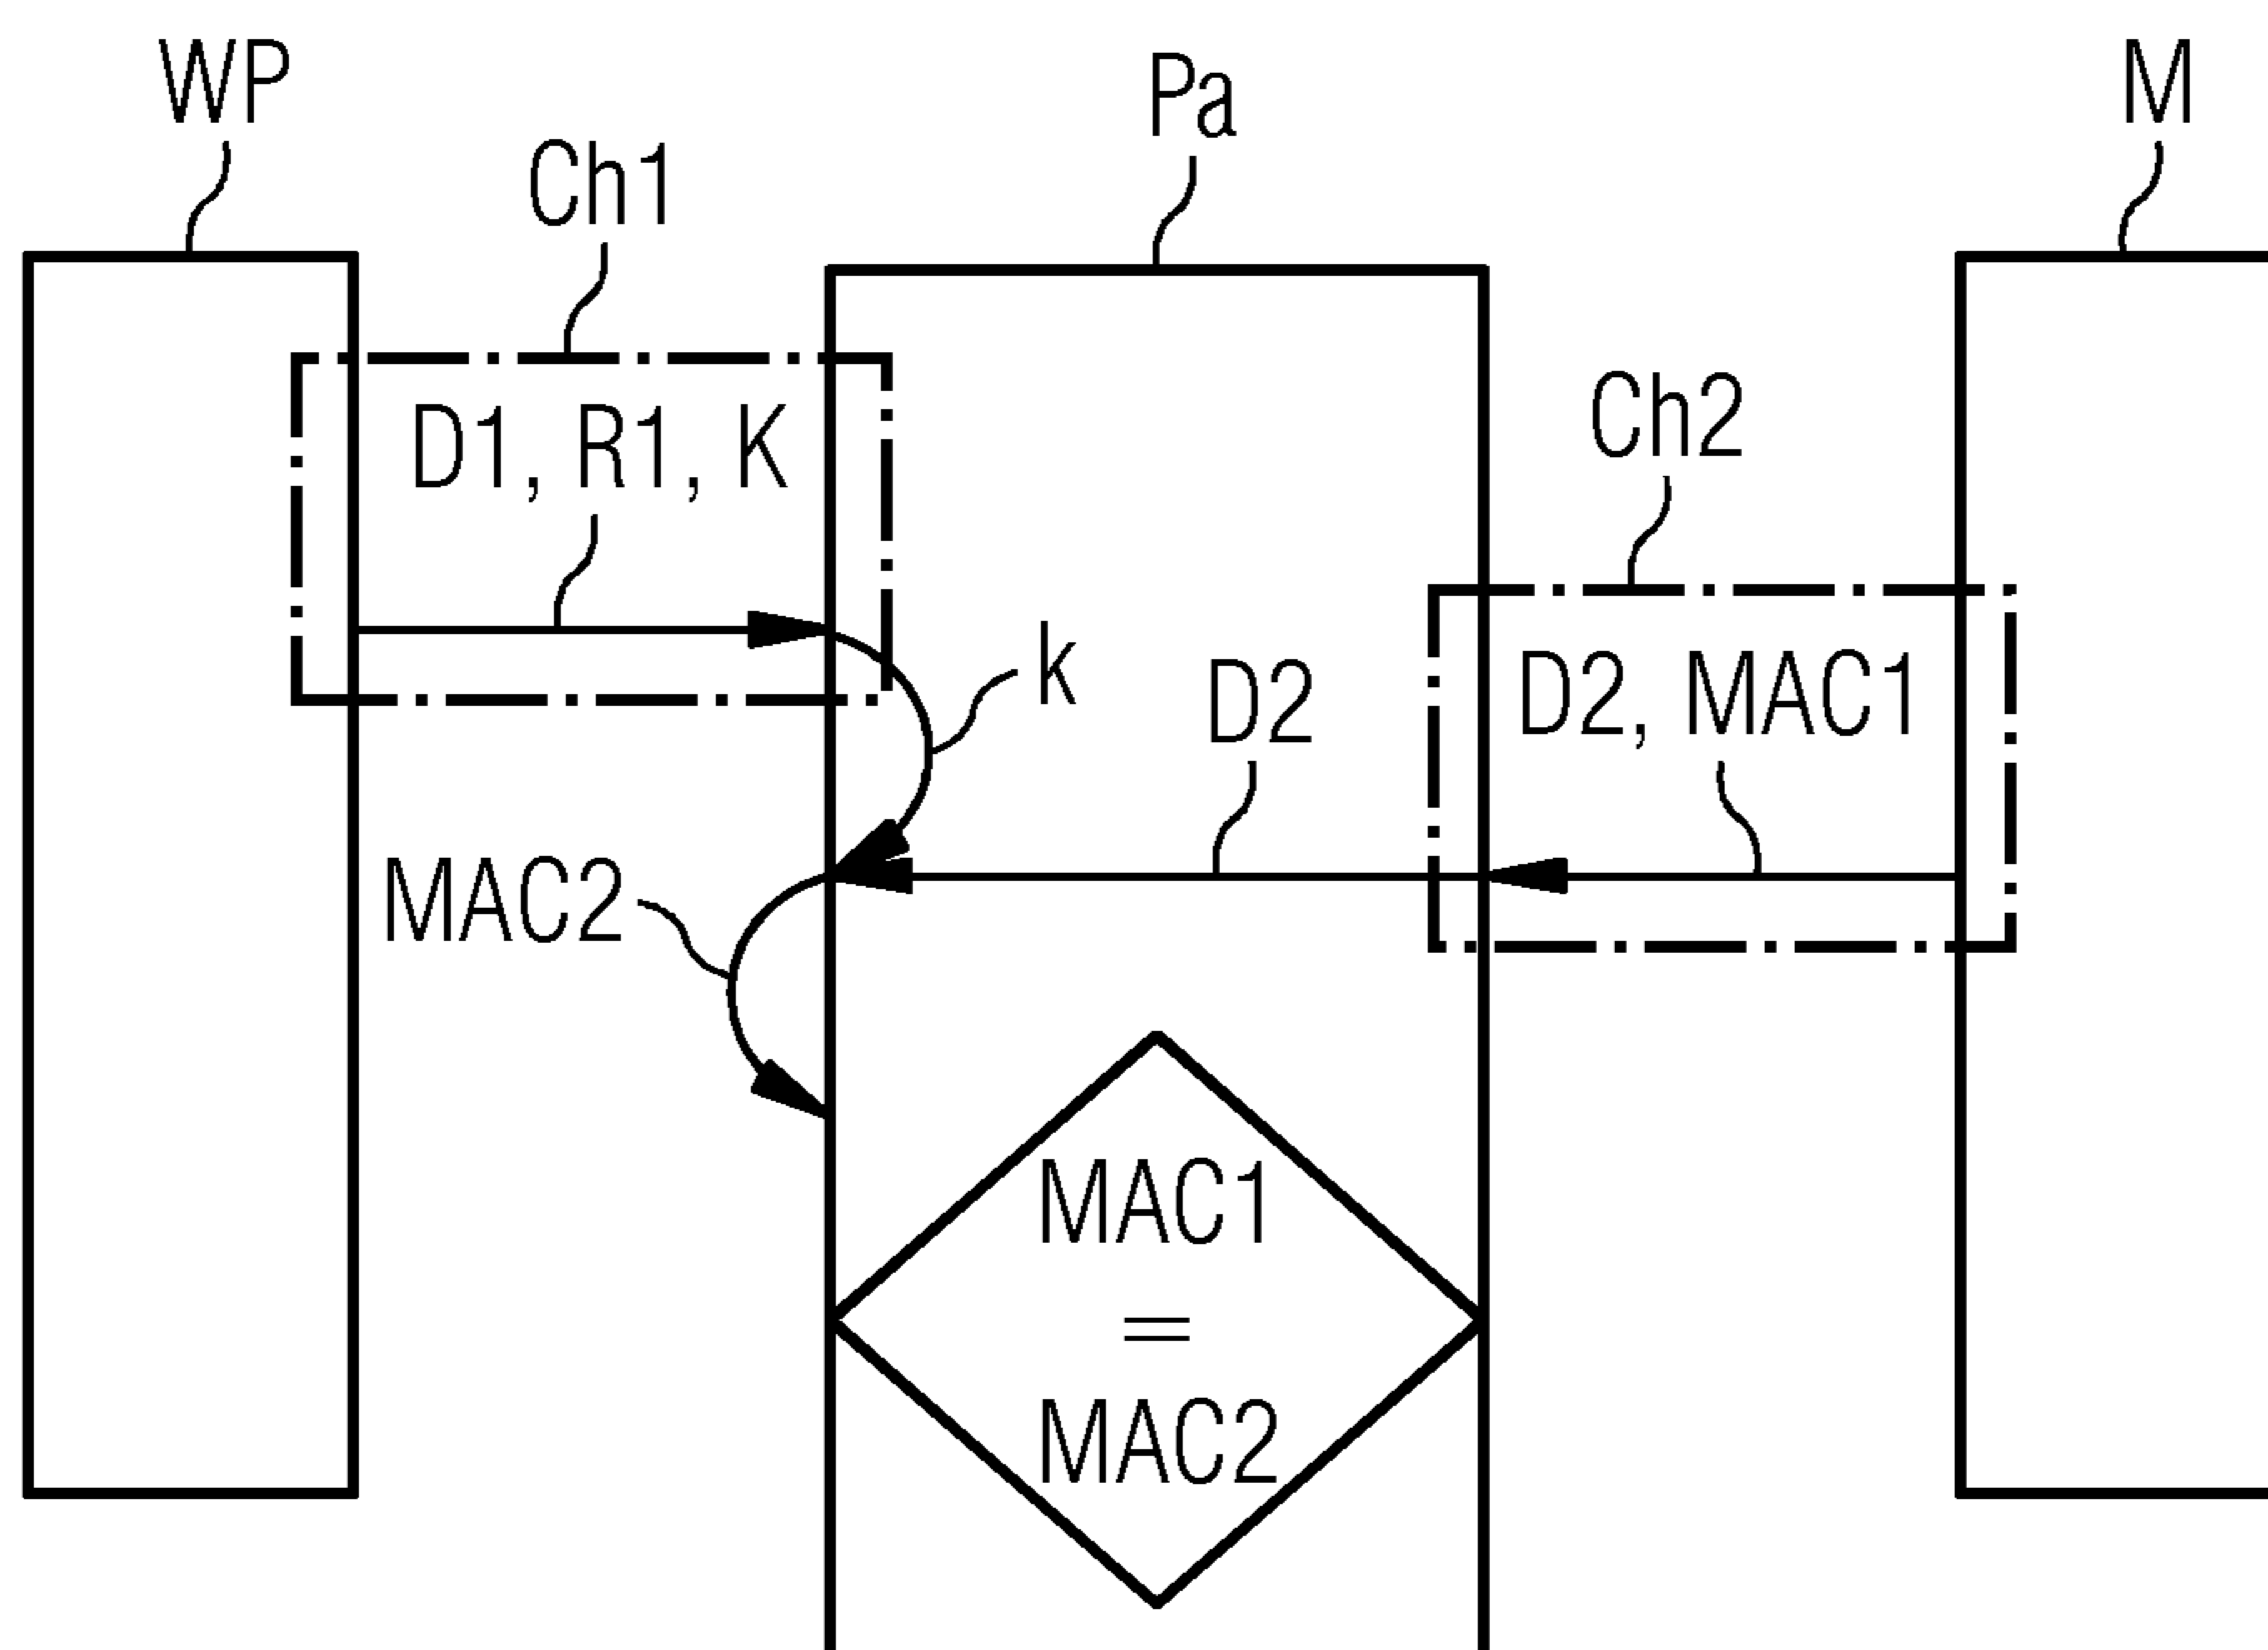 WP
Pa
M
Ch1
D1, R1, K
Ch2
k
D2
D2, MAC1
MAC2
MAC1
=
MAC2